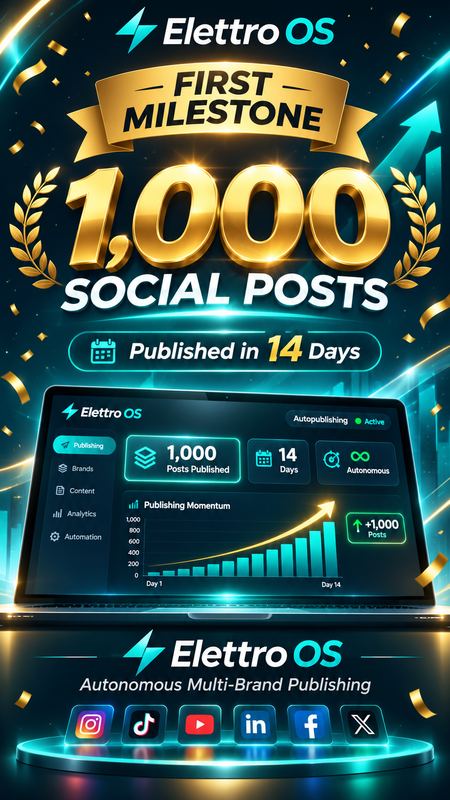 Elettro OS
FIRST
MILESTONE
1,000
SOCIAL POSTS
Published in 14 Days
Elettro OS
Autopublishing Active
Publishing
Brands
Content
Analytics
Automation
1,000
Posts Published
14
Days
∞
Autonomous
Publishing Momentum
1,000
800
600
400
200
0
Day 1
Day 14
+1,000
Posts
Elettro OS
Autonomous Multi-Brand Publishing